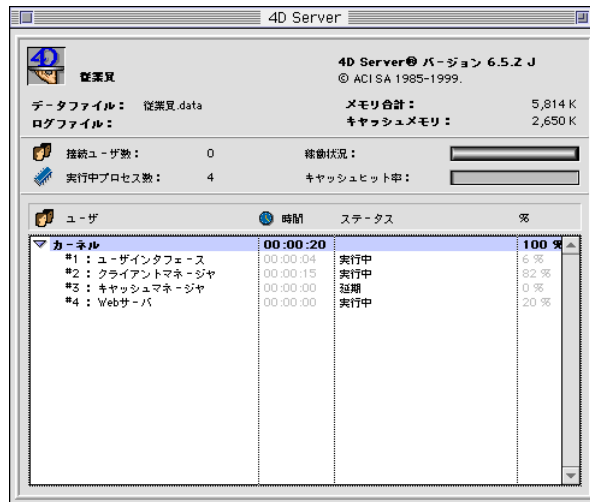 4D Server
4D
従業員
4D Server® バージョン 6.5.2 J
© ACI SA 1985-1999.
データファイル： 従業員.data
メモリ合計： 5,814 K
ログファイル：
キャッシュメモリ： 2,650 K
接続ユーザ数： 0
稼働状況：
実行中プロセス数： 4
キャッシュヒット率：
ユーザ 時間 ステータス %
カーネル 00:00:20 100 %
#1 : ユーザインタフェース 00:00:04 実行中 6 %
#2 : クライアントマネージャ 00:00:15 実行中 82 %
#3 : キャッシュマネージャ 00:00:00 延期 0 %
#4 : Webサーバ 00:00:00 実行中 20 %